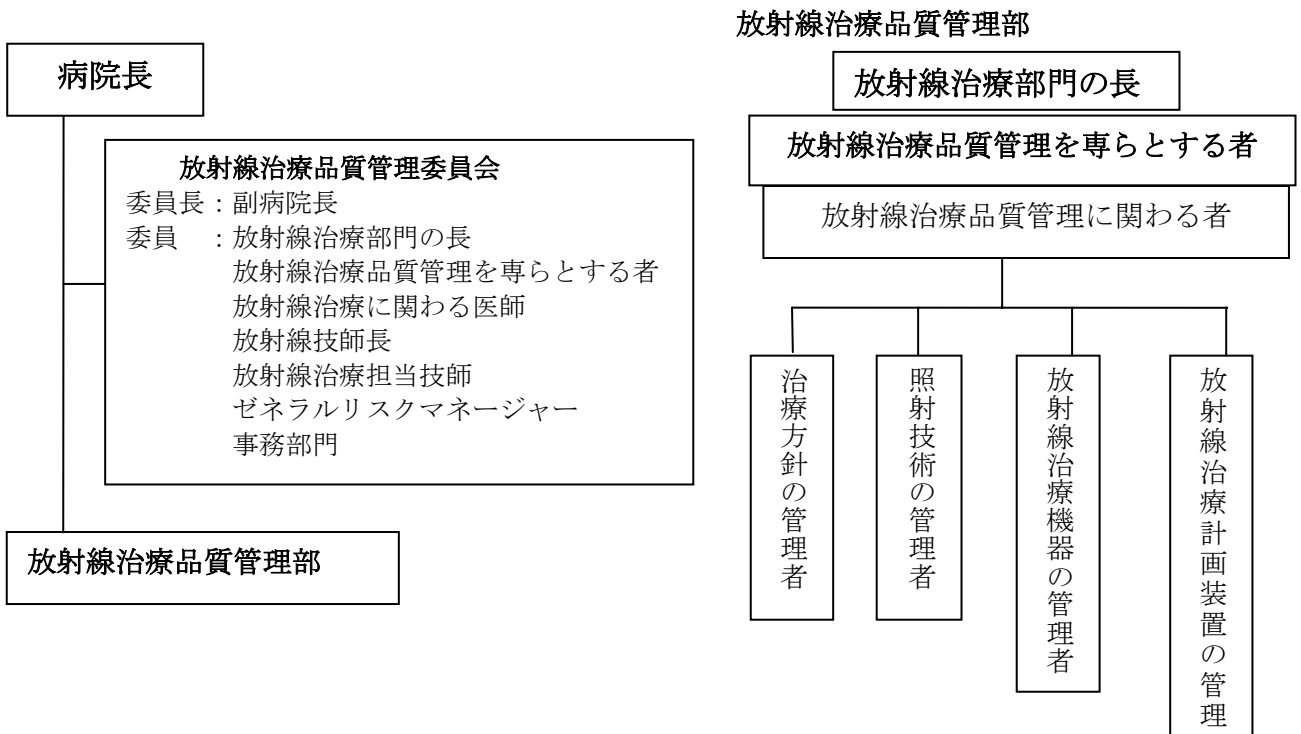 病院長
放射線治療品質管理委員会
委員長:副病院長
委員 :放射線治療部門の長
放射線治療品質管理を専らとする者
放射線治療に関わる医師
放射線技師長
放射線治療担当技師
ゼネラルリスクマネージャー
事務部門
放射線治療品質管理部
放射線治療品質管理部
放射線治療部門の長
放射線治療品質管理を専らとする者
放射線治療品質管理に関わる者
治療方針の管理者
照射技術の管理者
放射線治療機器の管理者
放射線治療計画装置の管理